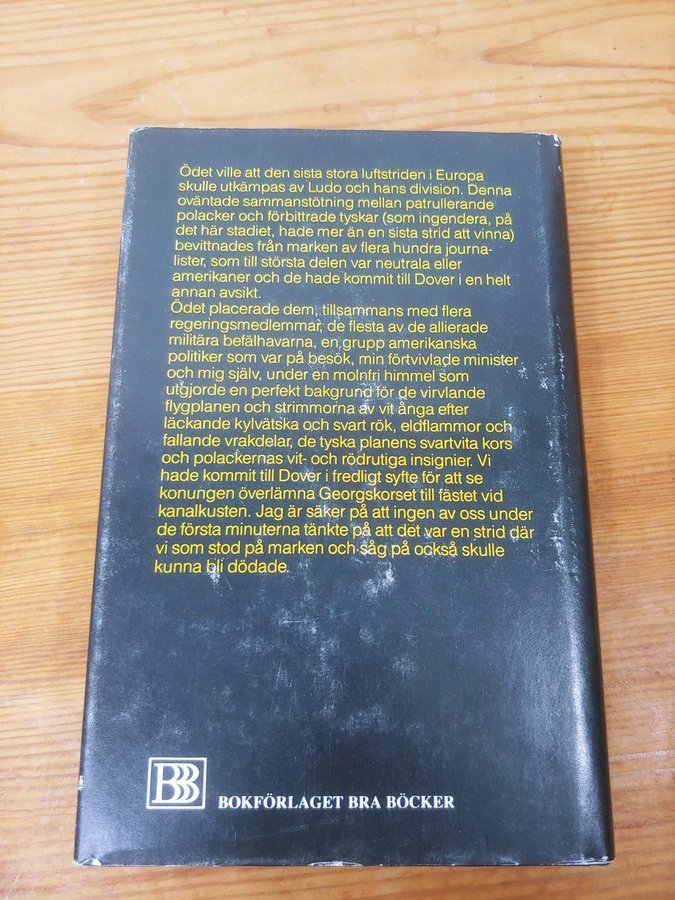 Ödet ville att den sista stora luftstriden i Europa
skulle utkämpas av Ludo och hans division. Denna
oväntade sammanstötning mellan patrullerande
polacker och förbittrade tyskar (som ingendera, på
det här stadiet, hade mer än en sista strid att vinna)
bevittnades från marken av flera hundra journa-
lister, som till största delen var neutrala eller
amerikaner och de hade kommit till Dover i en helt
annan avsikt.
Ödet placerade dem, tillsammans med flera
regeringsmedlemmar, de flesta av de allierade
militära befälhavarna, en grupp amerikanska
politiker som var på besök, min förtvivlade minister
och mig själv, under en molnfri himmel som
utgjorde en perfekt bakgrund för de virvlande
flygplanen och strimmorna av vit ånga efter
läckande kylvätska och svart rök, eldflammor och
fallande vrakdelar, de tyska planens svartvita kors
och polackernas vit- och rödrutiga insignier. Vi
hade kommit till Dover i fredligt syfte för att se
konungen överlämna Georgskorset till fästet vid
kanalkusten. Jag är säker på att ingen av oss under
de första minuterna tänkte på att det var en strid där
vi som stod på marken och såg på också skulle
kunna bli dödade.
BBB
BOKFÖRLAGET BRA BÖCKER